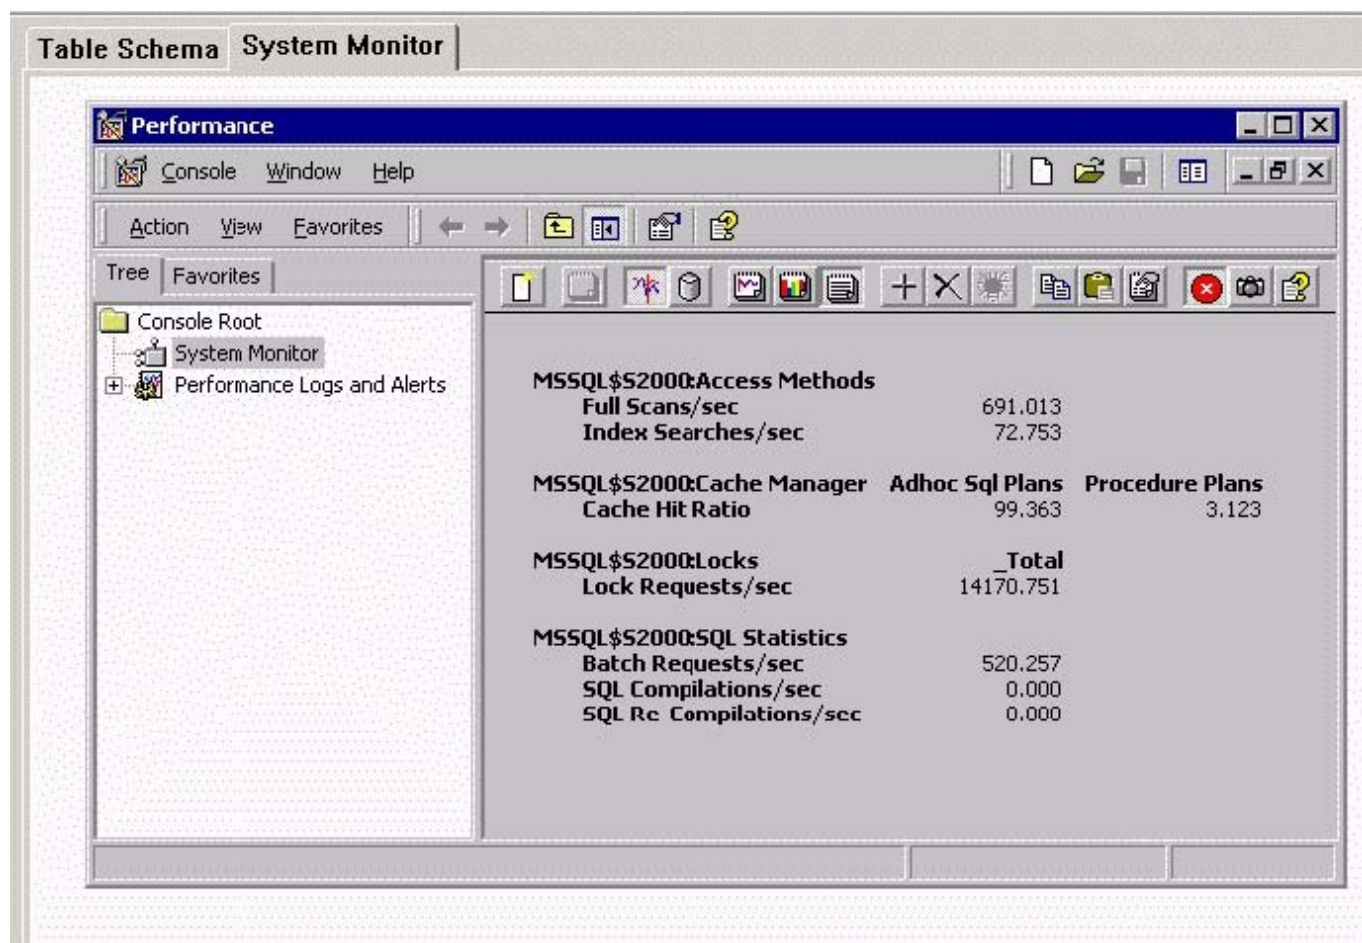 Table Schema System Monitor
Performance
Console Window Help
Action View Favorites
Tree Favorites
Console Root
System Monitor
Performance Logs and Alerts
MSSQL$S2000:Access Methods
Full Scans/sec 691.013
Index Searches/sec 72.753
MSSQL$S2000:Cache Manager Adhoc Sql Plans Procedure Plans
Cache Hit Ratio 99.363 3.123
MSSQL$S2000:Locks _Total
Lock Requests/sec 14170.751
MSSQL$S2000:SQL Statistics
Batch Requests/sec 520.257
SQL Compilations/sec 0.000
SQL Re-Compilations/sec 0.000